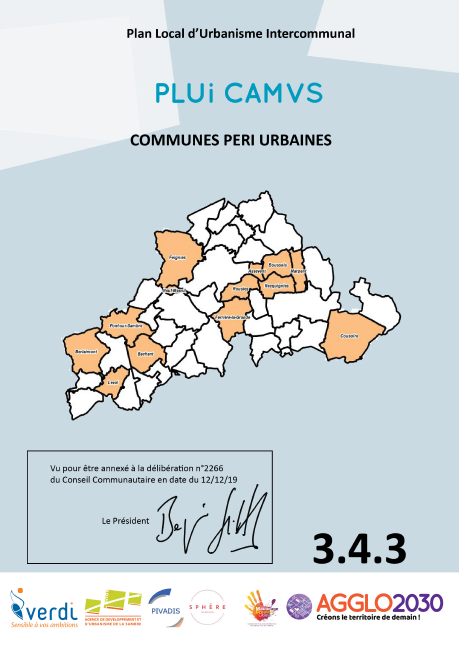 Plan Local d'Urbanisme Intercommunal
PLUi CAMVS
COMMUNES PERI URBAINES
Feignies
Boussois
Assevent
Marpent
Recquignies
Rousies
Ferrière-la-Grande
Pont-sur-Sambre
Berlaimont
Bachant
Leval
Cousolre
Vu pour être annexé à la délibération n°2266
du Conseil Communautaire en date du 12/12/19
Le Président
3.4.3
verdi
Sensible à vos ambitions
AGENCE DE DEVELOPPEMENT ET
D'URBANISME DE LA SAMBRE
PIVADIS
SPHÈRE
AGGLO2030
Créons le territoire de demain !